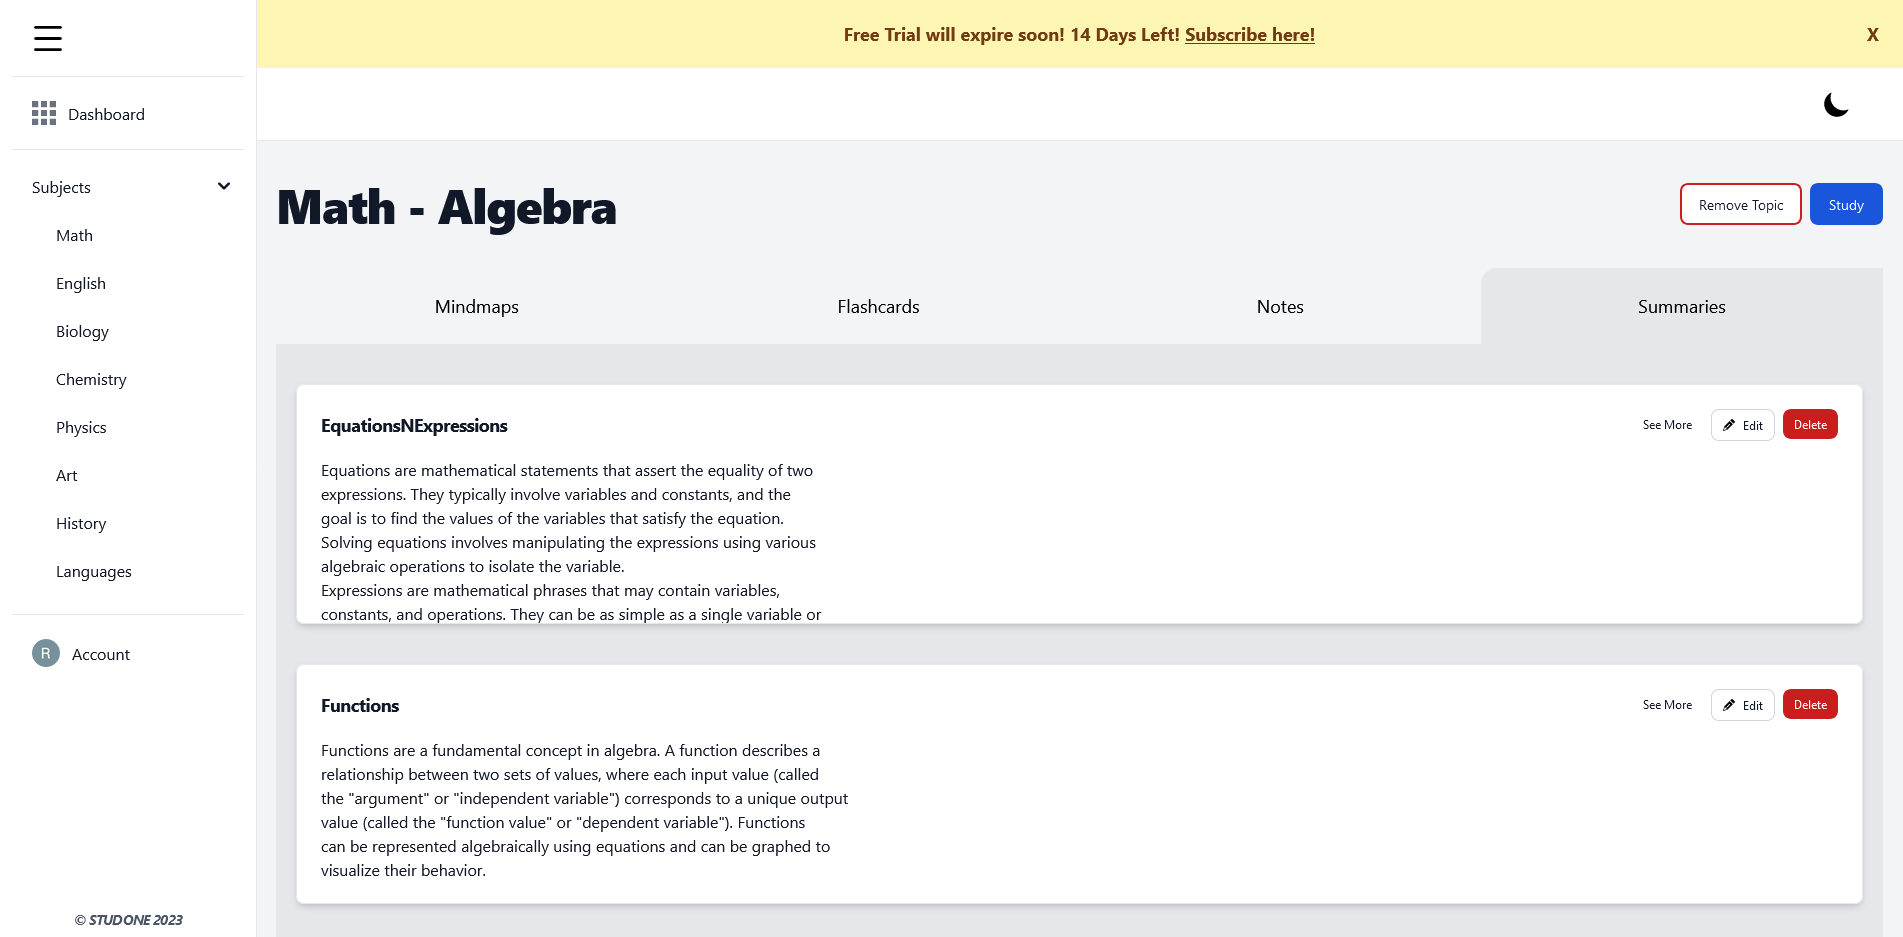 Free Trial will expire soon! 14 Days Left! Subscribe here!
X
Dashboard
Subjects
Math
English
Biology
Chemistry
Physics
Art
History
Languages
R Account
© STUDONE 2023
Math - Algebra
Remove Topic
Study
Mindmaps
Flashcards
Notes
Summaries
EquationsNExpressions
See More
Edit
Delete
Equations are mathematical statements that assert the equality of two
expressions. They typically involve variables and constants, and the
goal is to find the values of the variables that satisfy the equation.
Solving equations involves manipulating the expressions using various
algebraic operations to isolate the variable.
Expressions are mathematical phrases that may contain variables,
constants, and operations. They can be as simple as a single variable or
Functions
See More
Edit
Delete
Functions are a fundamental concept in algebra. A function describes a
relationship between two sets of values, where each input value (called
the "argument" or "independent variable") corresponds to a unique output
value (called the "function value" or "dependent variable"). Functions
can be represented algebraically using equations and can be graphed to
visualize their behavior.